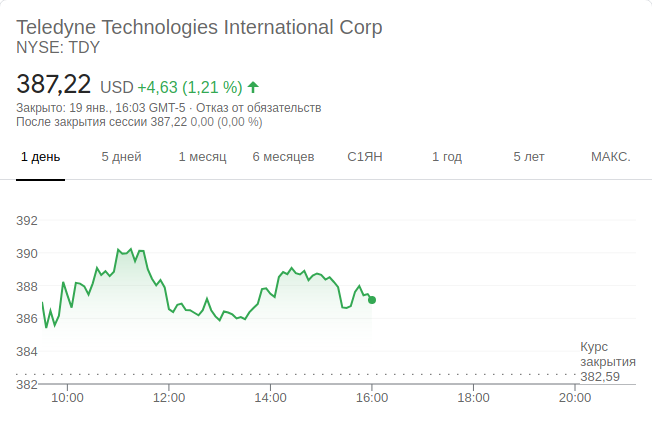 Teledyne Technologies International Corp
NYSE: TDY
387,22 USD +4,63 (1,21 %)
Закрыто: 19 янв., 16:03 GMT-5 · Отказ от обязательств
После закрытия сессии 387,22 0,00 (0,00 %)
1 день 5 дней 1 месяц 6 месяцев С1ЯН 1 год 5 лет МАКС.
392
390
388
386
384
382
Курс
закрытия
382,59
10:00 12:00 14:00 16:00 18:00 20:00